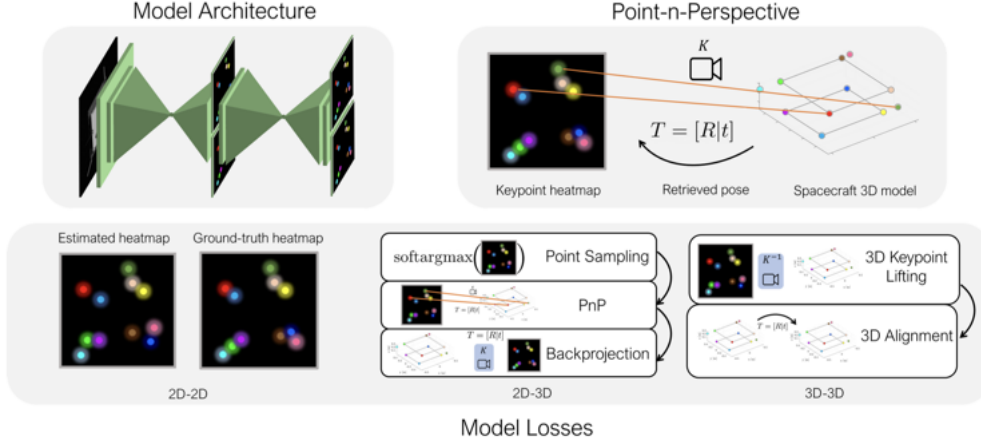 Model Architecture
Point-n-Perspective
K
T = [R|t]
Keypoint heatmap
Retrieved pose
Spacecraft 3D model
Estimated heatmap
Ground-truth heatmap
softargmax( )
Point Sampling
T = [R|t]
PnP
T = [R|t]
K
Backprojection
K⁻¹
3D Keypoint
Lifting
T = [R|t]
3D Alignment
2D-2D
2D-3D
3D-3D
Model Losses